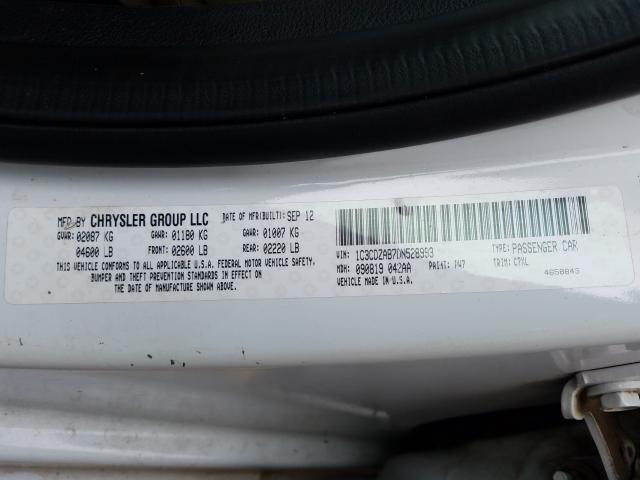 MFD BY CHRYSLER GROUP LLC DATE OF MFR(BUILT): SEP 12
GVWR: 02087 KG GAWR: 01180 KG GAWR: 01007 KG
04600 LB FRONT: 02600 LB REAR: 02220 LB
THIS VEHICLE CONFORMS TO ALL APPLICABLE U.S.A. FEDERAL MOTOR VEHICLE SAFETY,
BUMPER AND THEFT PREVENTION STANDARDS IN EFFECT ON
THE DATE OF MANUFACTURE SHOWN ABOVE.
VIN: 1C3CDZAB7DN528993 TYPE: PASSENGER CAR
MDH: 090819 042AA PAINT: PW7 TRIM: C7XL
VEHICLE MADE IN U.S.A. 4658843